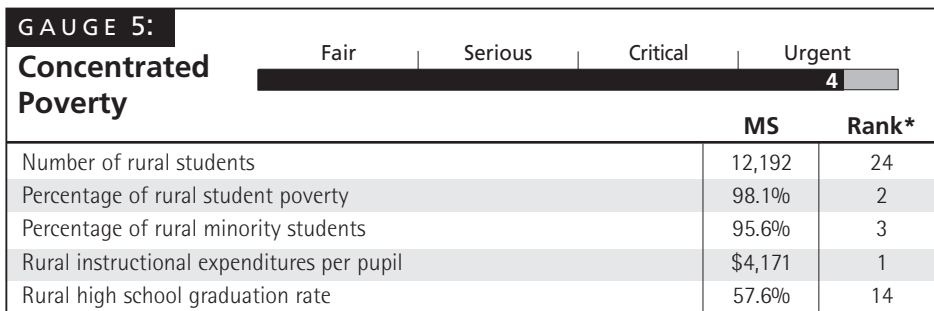 GAUGE 5:
Concentrated
Poverty
Fair Serious Critical Urgent
4
MS Rank*
Number of rural students 12,192 24
Percentage of rural student poverty 98.1% 2
Percentage of rural minority students 95.6% 3
Rural instructional expenditures per pupil $4,171 1
Rural high school graduation rate 57.6% 14